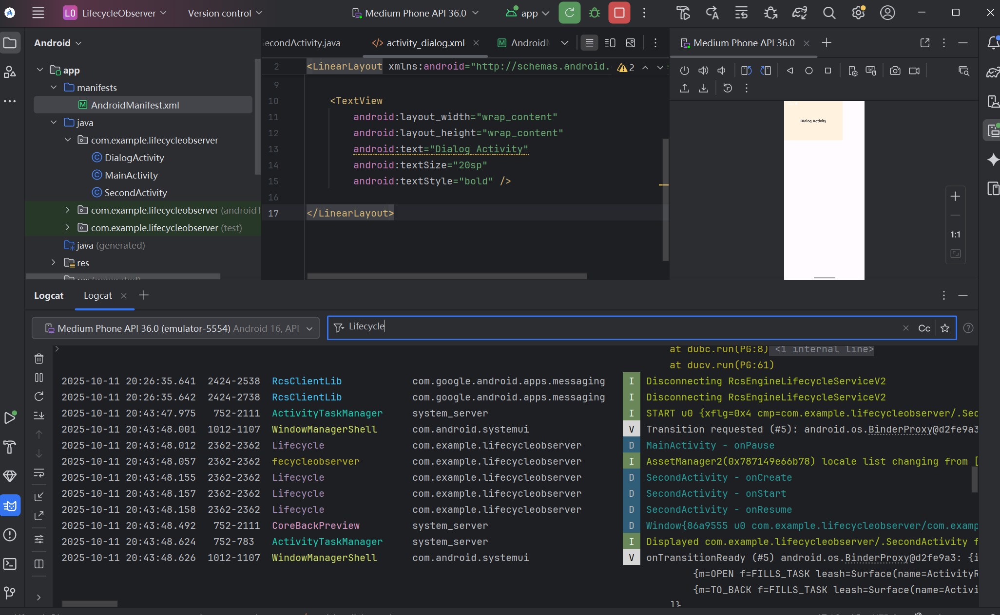 LO LifecycleObserver Version control Medium Phone API 36.0 app
Android
app
manifests
AndroidManifest.xml
java
com.example.lifecycleobserver
DialogActivity
MainActivity
SecondActivity
com.example.lifecycleobserver (androidT
com.example.lifecycleobserver (test)
java (generated)
res
res (generated)
econdActivity.java activity_dialog.xml Android
2 <LinearLayout xmlns:android="http://schemas.android. 2
9
10 <TextView
11 android:layout_width="wrap_content"
12 android:layout_height="wrap_content"
13 android:text="Dialog Activity"
14 android:textSize="20sp"
15 android:textStyle="bold" />
16
17 </LinearLayout>
Medium Phone API 36.0
Dialog Activity
1:1
Logcat Logcat
Medium Phone API 36.0 (emulator-5554) Android 16, API Lifecycle Cc
at dubc.run(PG:8) <1 internal line>
at ducv.run(PG:61)
2025-10-11 20:26:35.641 2424-2538 RcsClientLib com.google.android.apps.messaging I Disconnecting RcsEngineLifecycleServiceV2
2025-10-11 20:26:35.642 2424-2738 RcsClientLib com.google.android.apps.messaging I Disconnecting RcsEngineLifecycleServiceV2
2025-10-11 20:43:47.975 752-2111 ActivityTaskManager system_server I START u0 {xflg=0x4 cmp=com.example.lifecycleobserver/.Sec
2025-10-11 20:43:48.001 1012-1107 WindowManagerShell com.android.systemui V Transition requested (#5): android.os.BinderProxy@d2fe9a3
2025-10-11 20:43:48.012 2362-2362 Lifecycle com.example.lifecycleobserver D MainActivity - onPause
2025-10-11 20:43:48.057 2362-2362 fecycleobserver com.example.lifecycleobserver I AssetManager2(0x787149e66b78) locale list changing from [
2025-10-11 20:43:48.155 2362-2362 Lifecycle com.example.lifecycleobserver D SecondActivity - onCreate
2025-10-11 20:43:48.157 2362-2362 Lifecycle com.example.lifecycleobserver D SecondActivity - onStart
2025-10-11 20:43:48.158 2362-2362 Lifecycle com.example.lifecycleobserver D SecondActivity - onResume
2025-10-11 20:43:48.492 752-2111 CoreBackPreview system_server D Window{86a9555 u0 com.example.lifecycleobserver/com.examp
2025-10-11 20:43:48.624 752-783 ActivityTaskManager system_server I Displayed com.example.lifecycleobserver/.SecondActivity f
2025-10-11 20:43:48.626 1012-1107 WindowManagerShell com.android.systemui V onTransitionReady (#5) android.os.BinderProxy@d2fe9a3: {i
{m=OPEN f=FILLS_TASK leash=Surface(name=ActivityR
{m=TO_BACK f=FILLS_TASK leash=Surface(name=Activi
]}